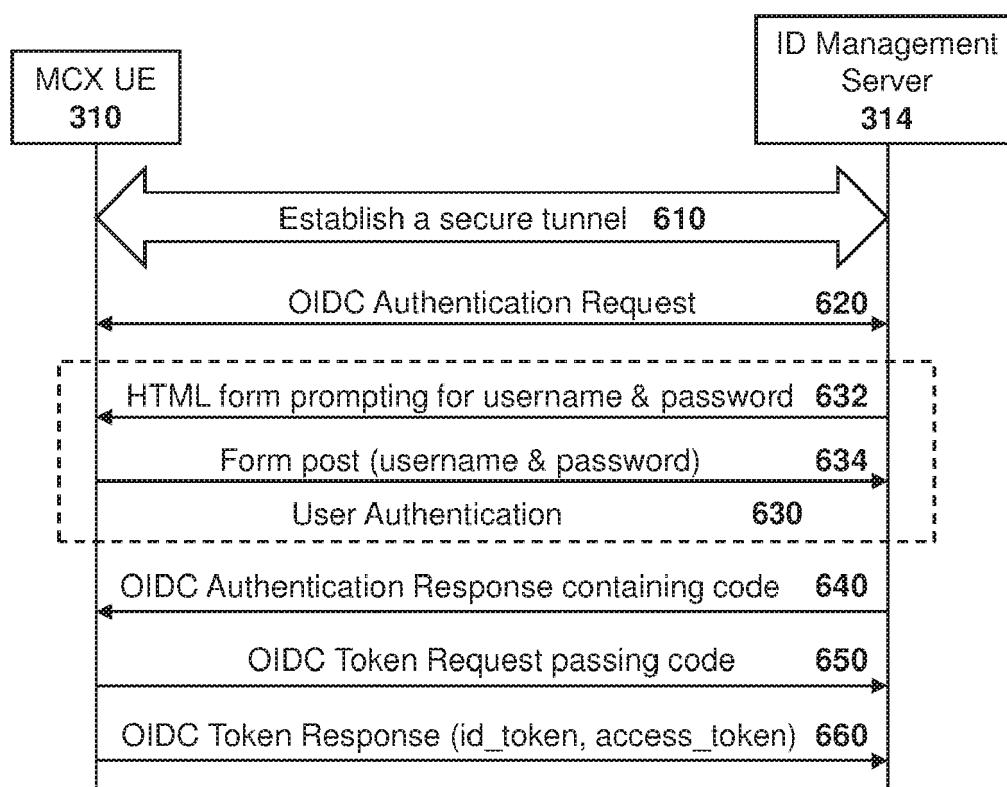 MCX UE
310
ID Management
Server
314
Establish a secure tunnel 610
OIDC Authentication Request 620
HTML form prompting for username & password 632
Form post (username & password) 634
User Authentication 630
OIDC Authentication Response containing code 640
OIDC Token Request passing code 650
OIDC Token Response (id_token, access_token) 660